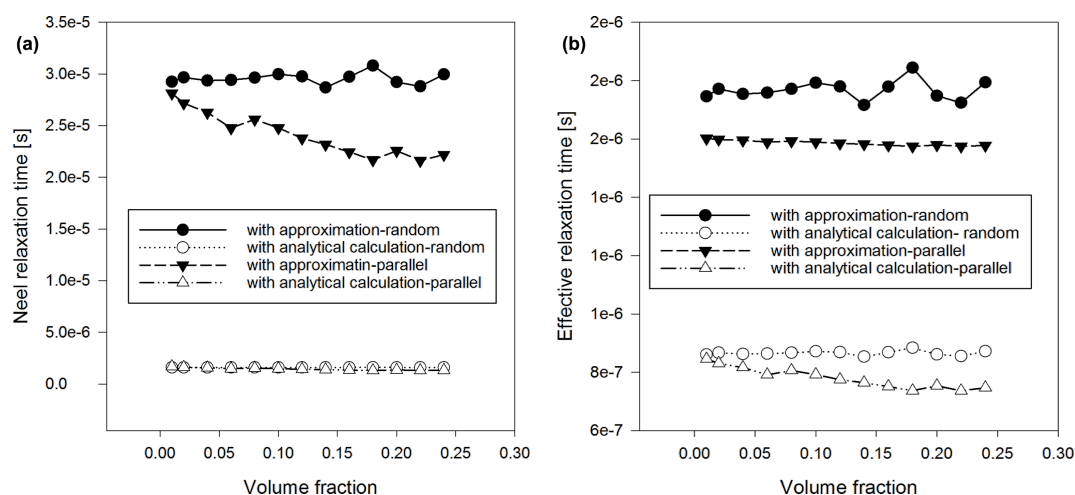 (a)
Neel relaxation time [s]
3.5e-5
3.0e-5
2.5e-5
2.0e-5
1.5e-5
1.0e-5
5.0e-6
0.0
with approximation-random
with analytical calculation-random
with approximatin-parallel
with analytical calculation-parallel
0.00 0.05 0.10 0.15 0.20 0.25 0.30
Volume fraction
(b)
Effective relaxation time [s]
2e-6
2e-6
2e-6
1e-6
1e-6
1e-6
8e-7
6e-7
with approximation-random
with analytical calculation- random
with approximation-parallel
with analytical calculation-parallel
0.00 0.05 0.10 0.15 0.20 0.25 0.30
Volume fraction